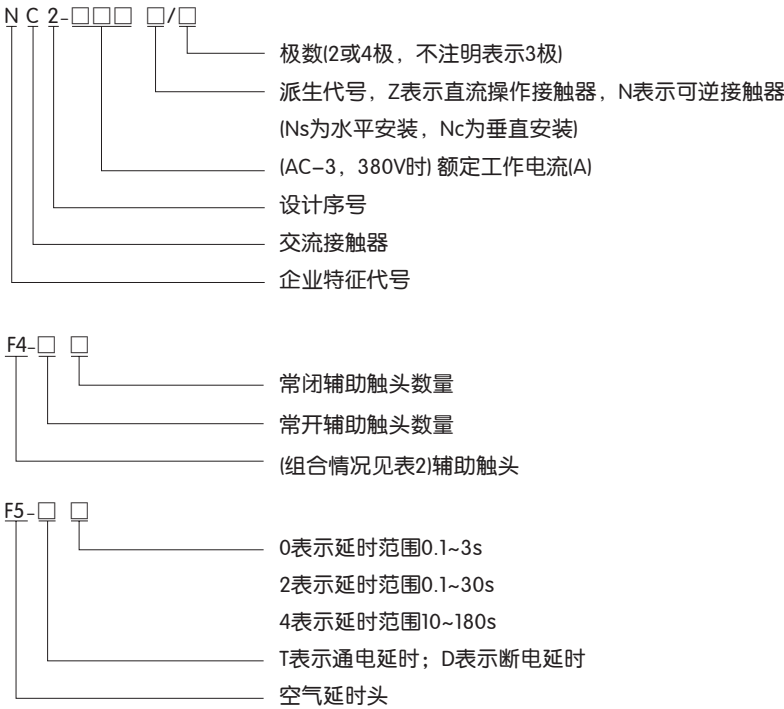 N C 2-□□□ □/□
极数(2或4极，不注明表示3极)
派生代号，Z表示直流操作接触器，N表示可逆接触器
(Ns为水平安装，Nc为垂直安装)
(AC-3，380V时) 额定工作电流(A)
设计序号
交流接触器
企业特征代号
F4-□ □
常闭辅助触头数量
常开辅助触头数量
(组合情况见表2)辅助触头
F5-□ □
0表示延时范围0.1~3s
2表示延时范围0.1~30s
4表示延时范围10~180s
T表示通电延时；D表示断电延时
空气延时头